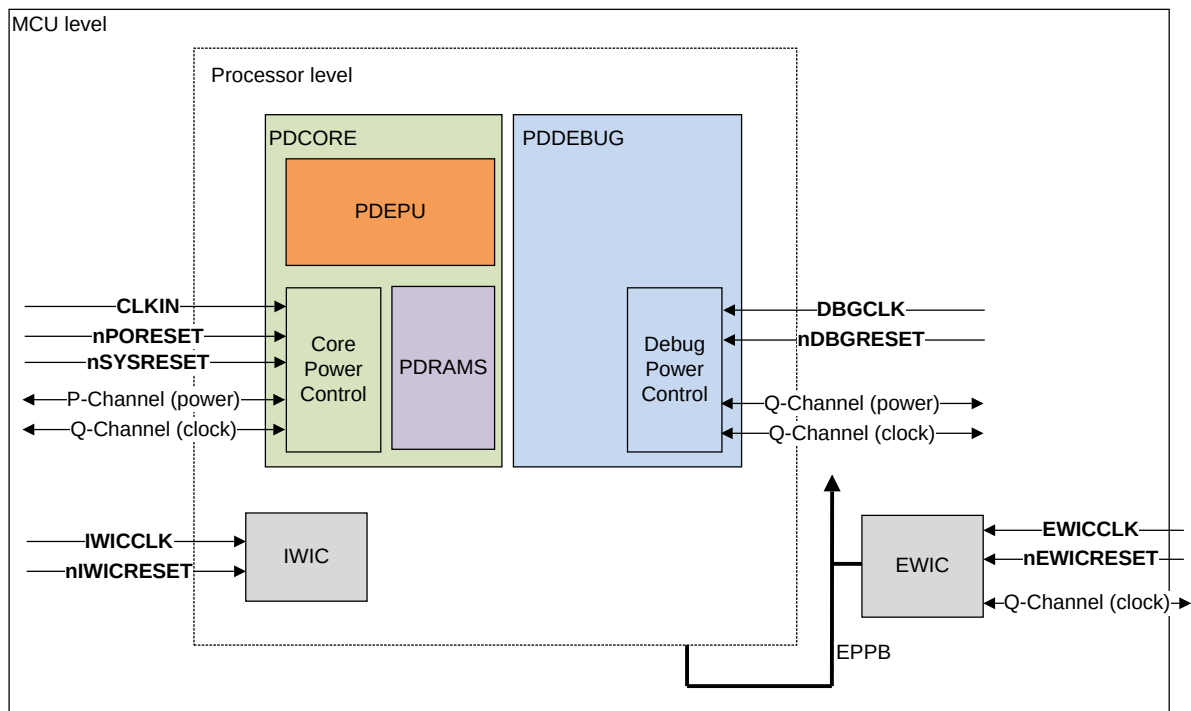 MCU level
Processor level
PDCORE
PDDEBUG
PDEPU
CLKIN
nPORESET
nSYSRESET
P-Channel (power)
Q-Channel (clock)
Core
Power
Control
PDRAMS
Debug
Power
Control
DBGCLK
nDBGRESET
Q-Channel (power)
Q-Channel (clock)
IWICCLK
nIWICRESET
IWIC
EWIC
EWICCLK
nEWICRESET
Q-Channel (clock)
EPPB